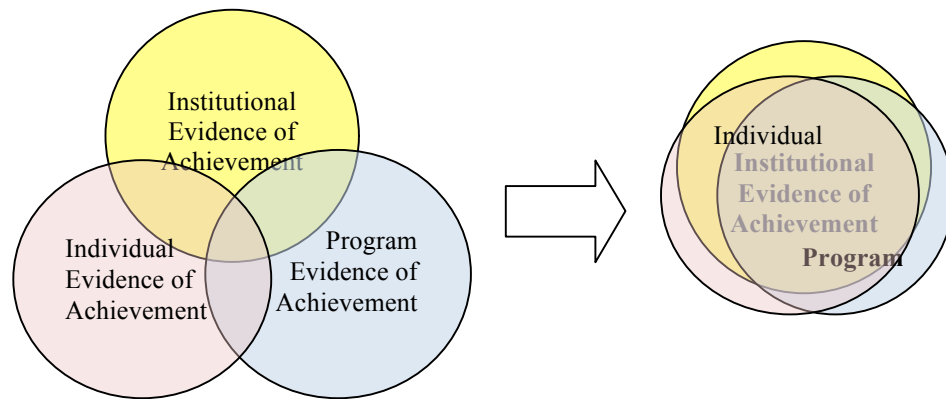 Institutional
Evidence of
Achievement
Individual
Evidence of
Achievement
Program
Evidence of
Achievement
Individual
Institutional
Evidence of
Achievement
Program